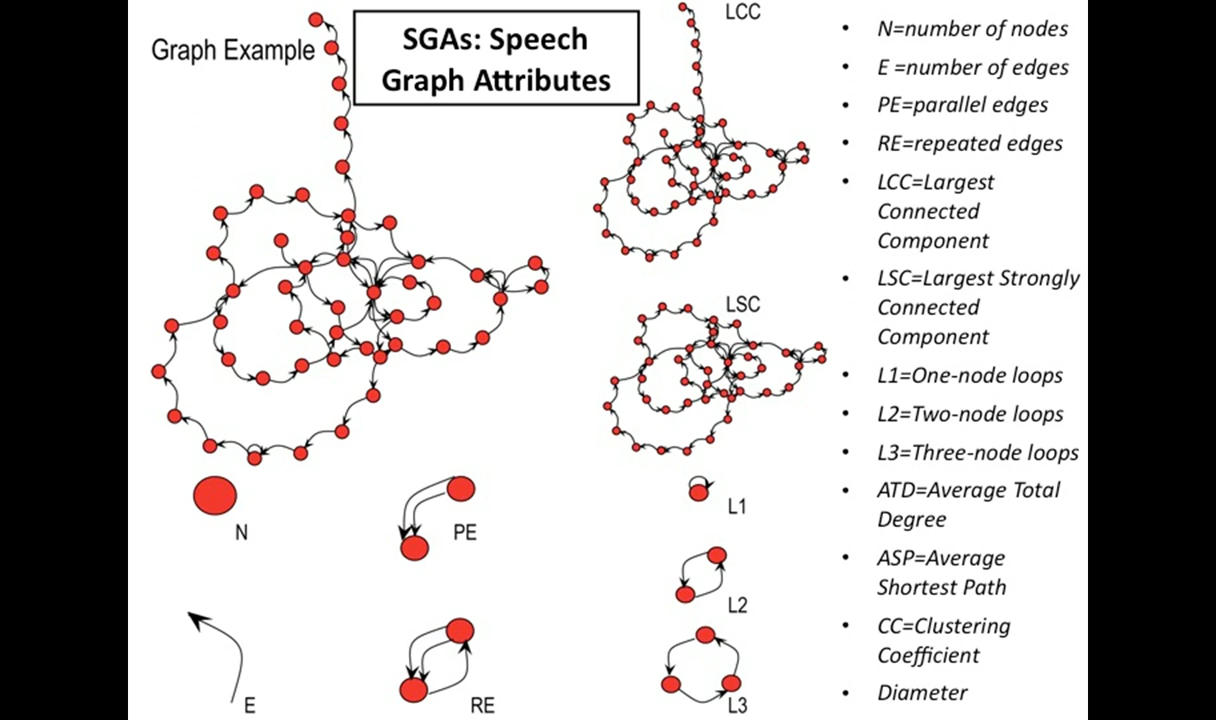 Graph Example
SGAs: Speech
Graph Attributes
LCC
LSC
N
PE
L1
L2
E
RE
L3
• N=number of nodes
• E =number of edges
• PE=parallel edges
• RE=repeated edges
• LCC=Largest
Connected
Component
• LSC=Largest Strongly
Connected
Component
• L1=One-node loops
• L2=Two-node loops
• L3=Three-node loops
• ATD=Average Total
Degree
• ASP=Average
Shortest Path
• CC=Clustering
Coefficient
• Diameter